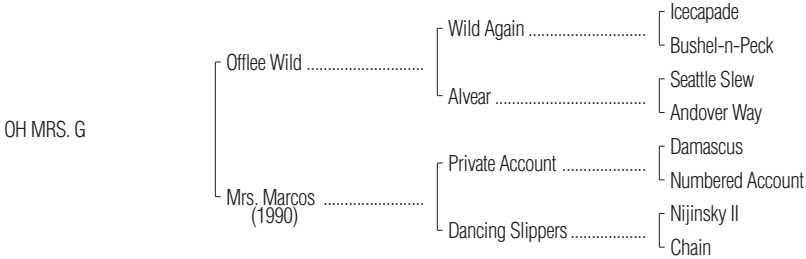 Icecapade
Wild Again ..............................
Bushel-n-Peck
Offlee Wild ..............................
Seattle Slew
Alvear .......................................
Andover Way
OH MRS. G
Damascus
Private Account ......................
Numbered Account
Mrs. Marcos ..........................
(1990)
Nijinsky II
Dancing Slippers ...................
Chain